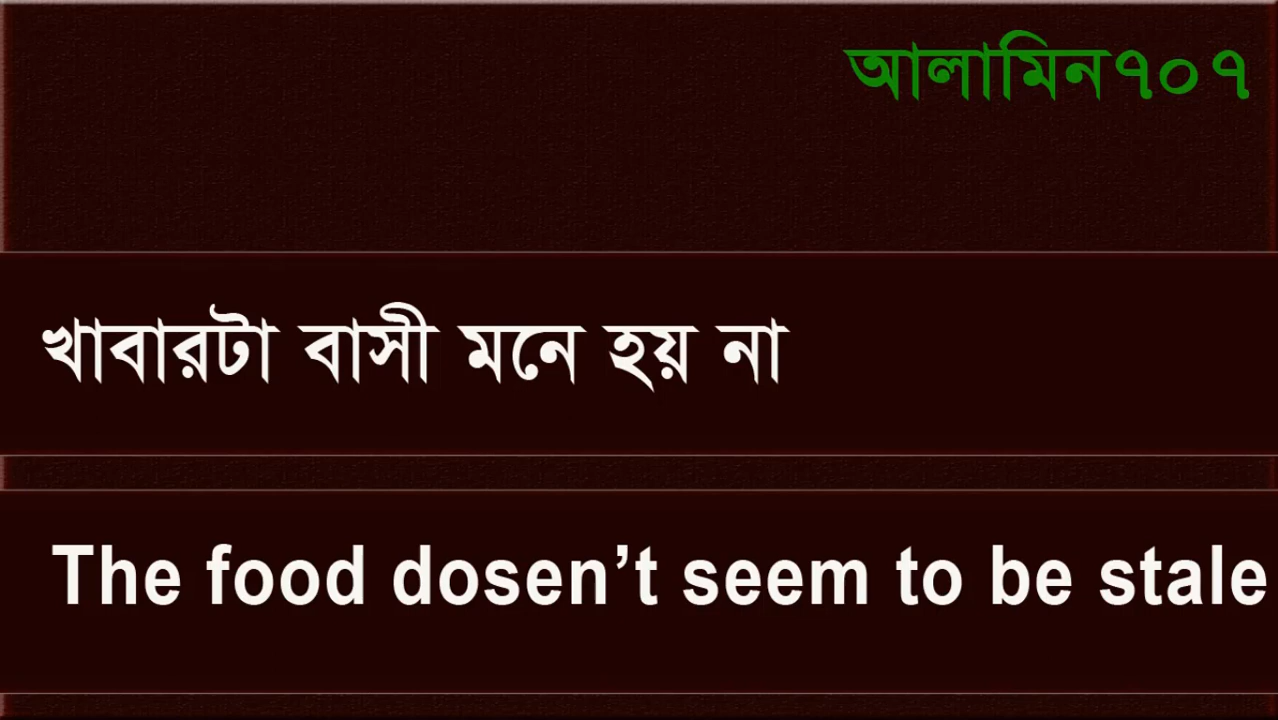 আলামিন৭০৭
খাবারটা বাসী মনে হয় না
The food dosen’t seem to be stale